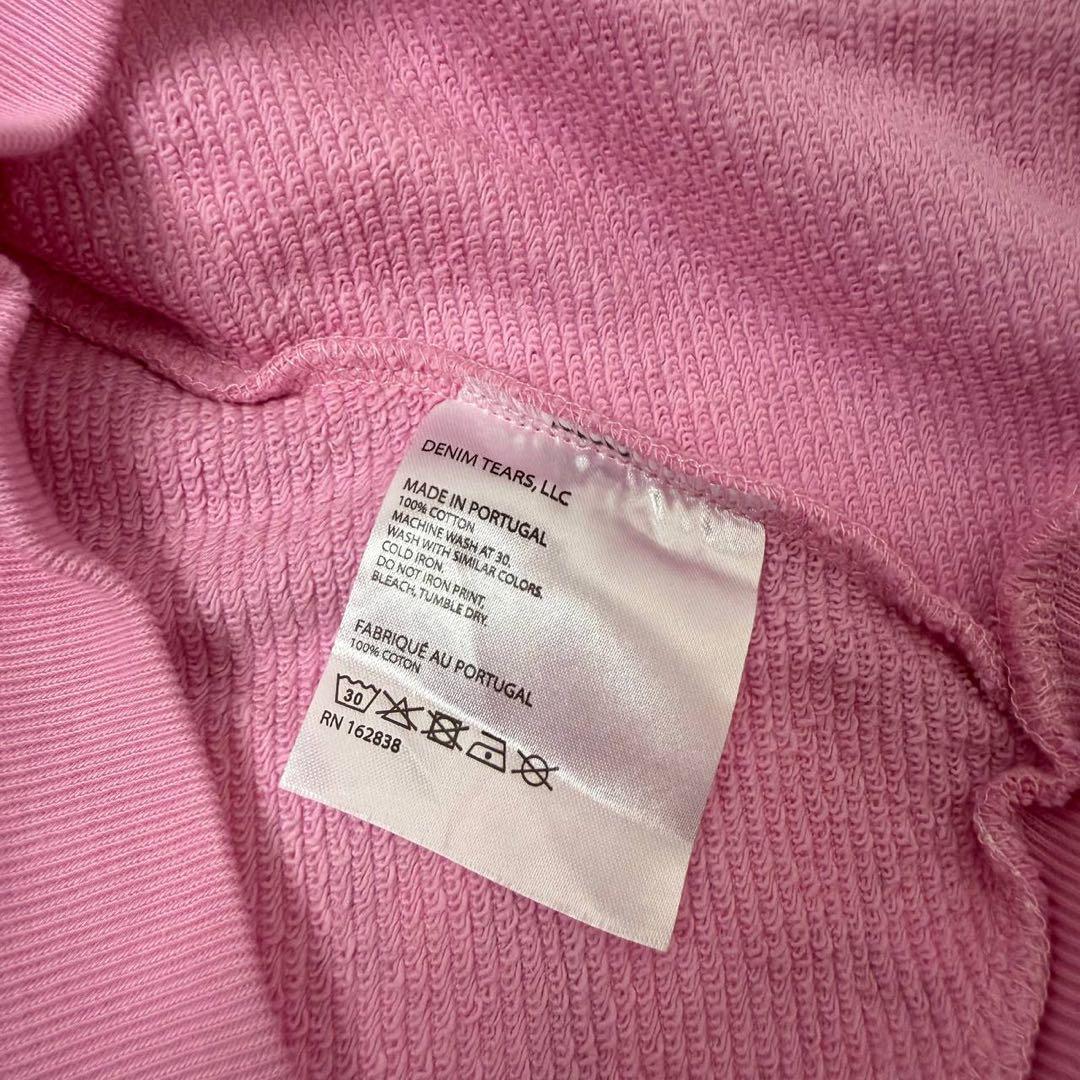 DENIM TEARS, LLC
MADE IN PORTUGAL
100% COTTON
MACHINE WASH AT 30.
WASH WITH SIMILAR COLORS.
COLD IRON.
DO NOT IRON PRINT,
BLEACH, TUMBLE DRY.
FABRIQUÉ AU PORTUGAL
100% COTON
30
RN 162838